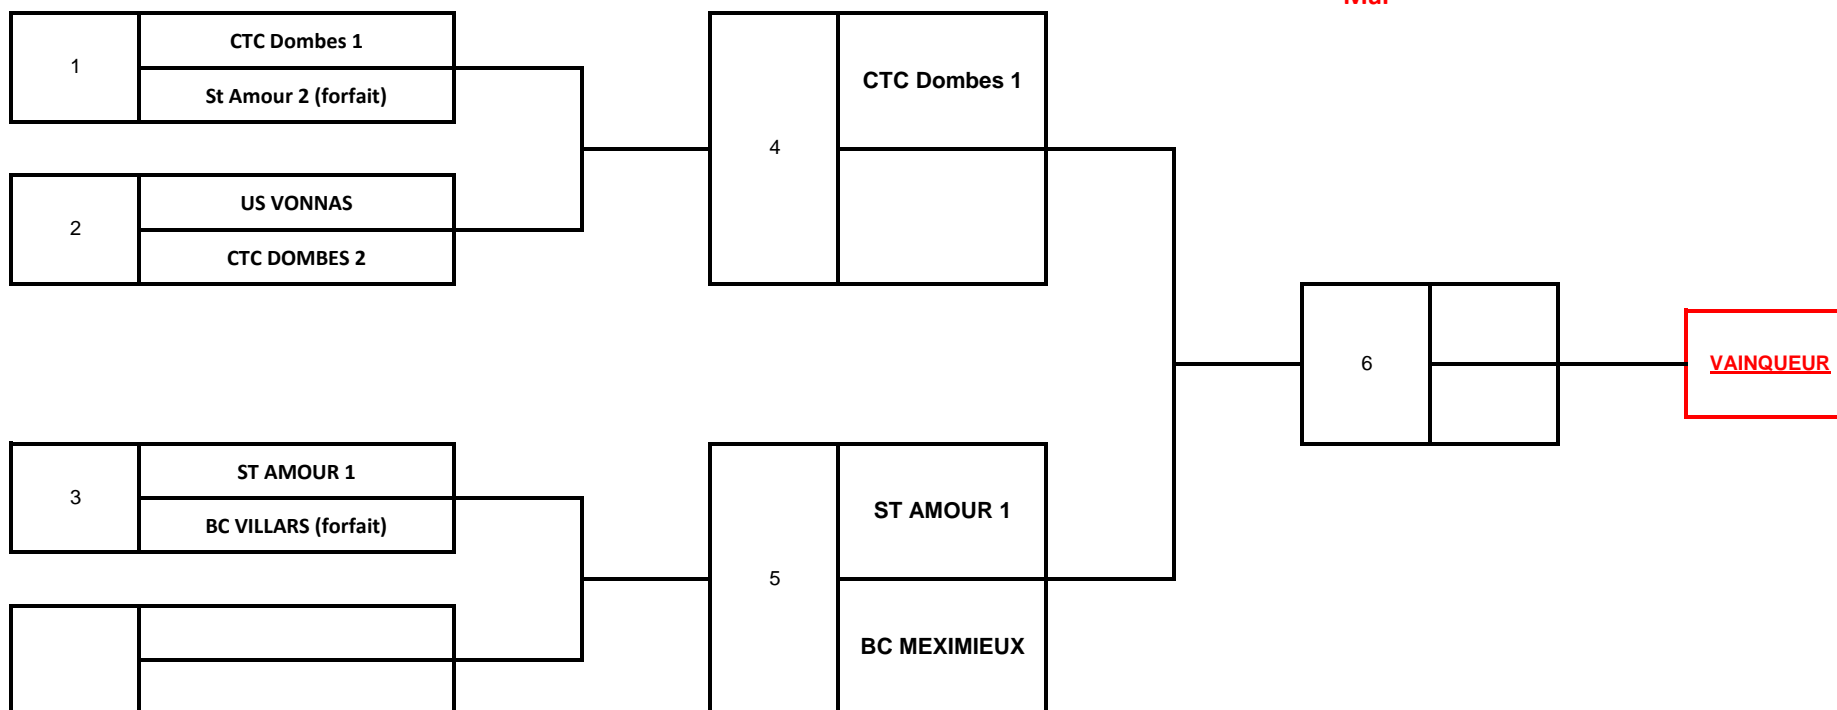 1
CTC Dombes 1
St Amour 2 (forfait)
2
US VONNAS
CTC DOMBES 2
3
ST AMOUR 1
BC VILLARS (forfait)
4
CTC Dombes 1
5
ST AMOUR 1
BC MEXIMIEUX
6
VAINQUEUR